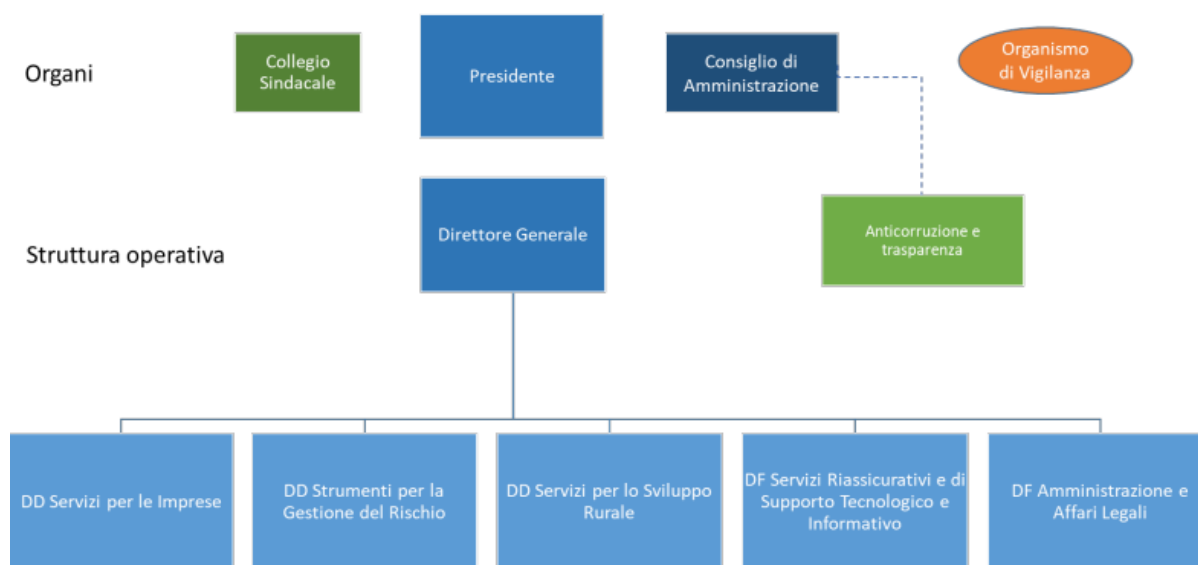 Organi
Collegio
Sindacale
Presidente
Consiglio di
Amministrazione
Organismo
di Vigilanza
Struttura operativa
Direttore Generale
Anticorruzione e
trasparenza
DD Servizi per le Imprese
DD Strumenti per la
Gestione del Rischio
DD Servizi per lo Sviluppo
Rurale
DF Servizi Riassicurativi e di
Supporto Tecnologico e
Informativo
DF Amministrazione e
Affari Legali